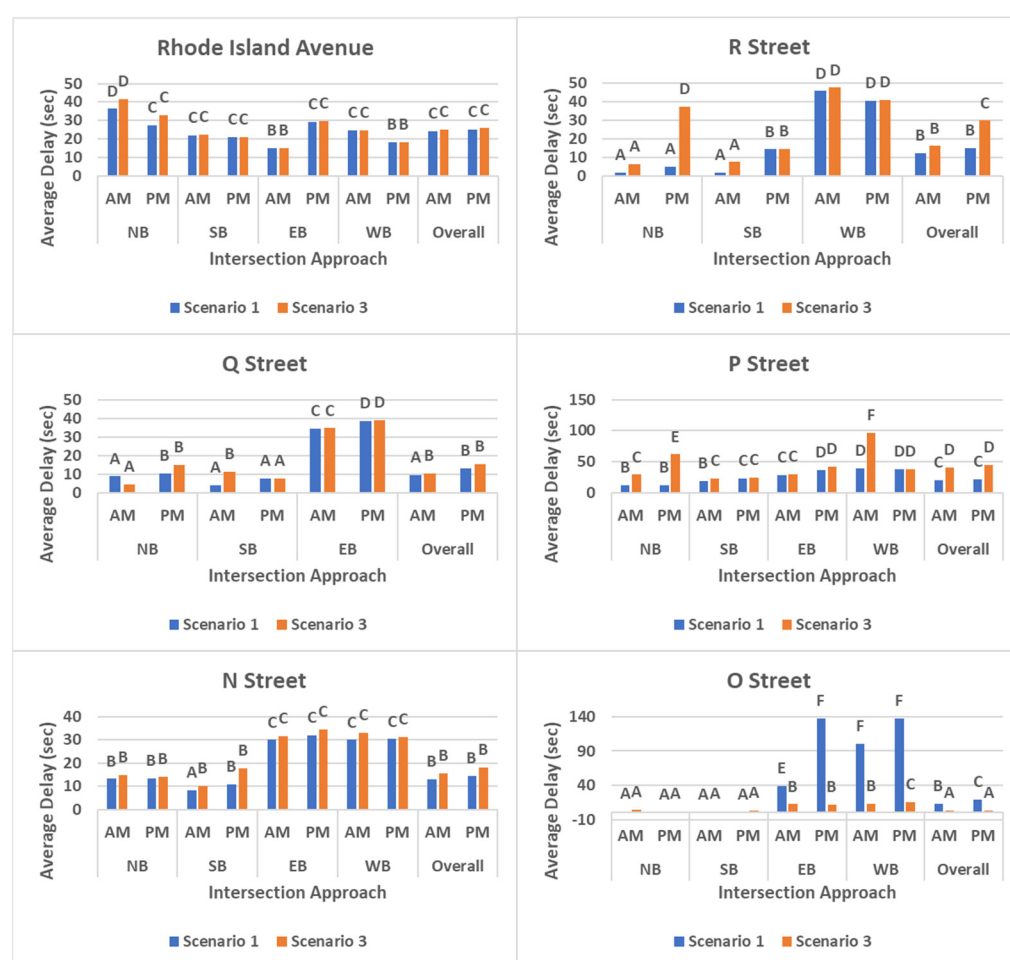 Rhode Island Avenue
Average Delay (sec)
50
40
30
20
10
0
D D C C C C C C B B C C C C B B C C C C
AM PM AM PM AM PM AM PM AM PM
NB SB EB WB Overall
Intersection Approach
Scenario 1 Scenario 3
R Street
Average Delay (sec)
50
40
30
20
10
0
A A A D A A B B D D D D B B B C
AM PM AM PM AM PM AM PM
NB SB WB Overall
Intersection Approach
Scenario 1 Scenario 3
Q Street
Average Delay (sec)
50
40
30
20
10
0
A A B B A B A A C C D D A B B B
AM PM AM PM AM PM AM PM
NB SB EB Overall
Intersection Approach
Scenario 1 Scenario 3
P Street
Average Delay (sec)
150
100
50
0
B C B E B C C C C C D D D F D D C D C D
AM PM AM PM AM PM AM PM AM PM
NB SB EB WB Overall
Intersection Approach
Scenario 1 Scenario 3
N Street
Average Delay (sec)
40
30
20
10
0
B B B B A B B B C C C C C C C C B B B B
AM PM AM PM AM PM AM PM AM PM
NB SB EB WB Overall
Intersection Approach
Scenario 1 Scenario 3
O Street
Average Delay (sec)
140
90
40
-10
A A A A A A A A E B F B F B F C B A C A
AM PM AM PM AM PM AM PM AM PM
NB SB EB WB Overall
Intersection Approach
Scenario 1 Scenario 3